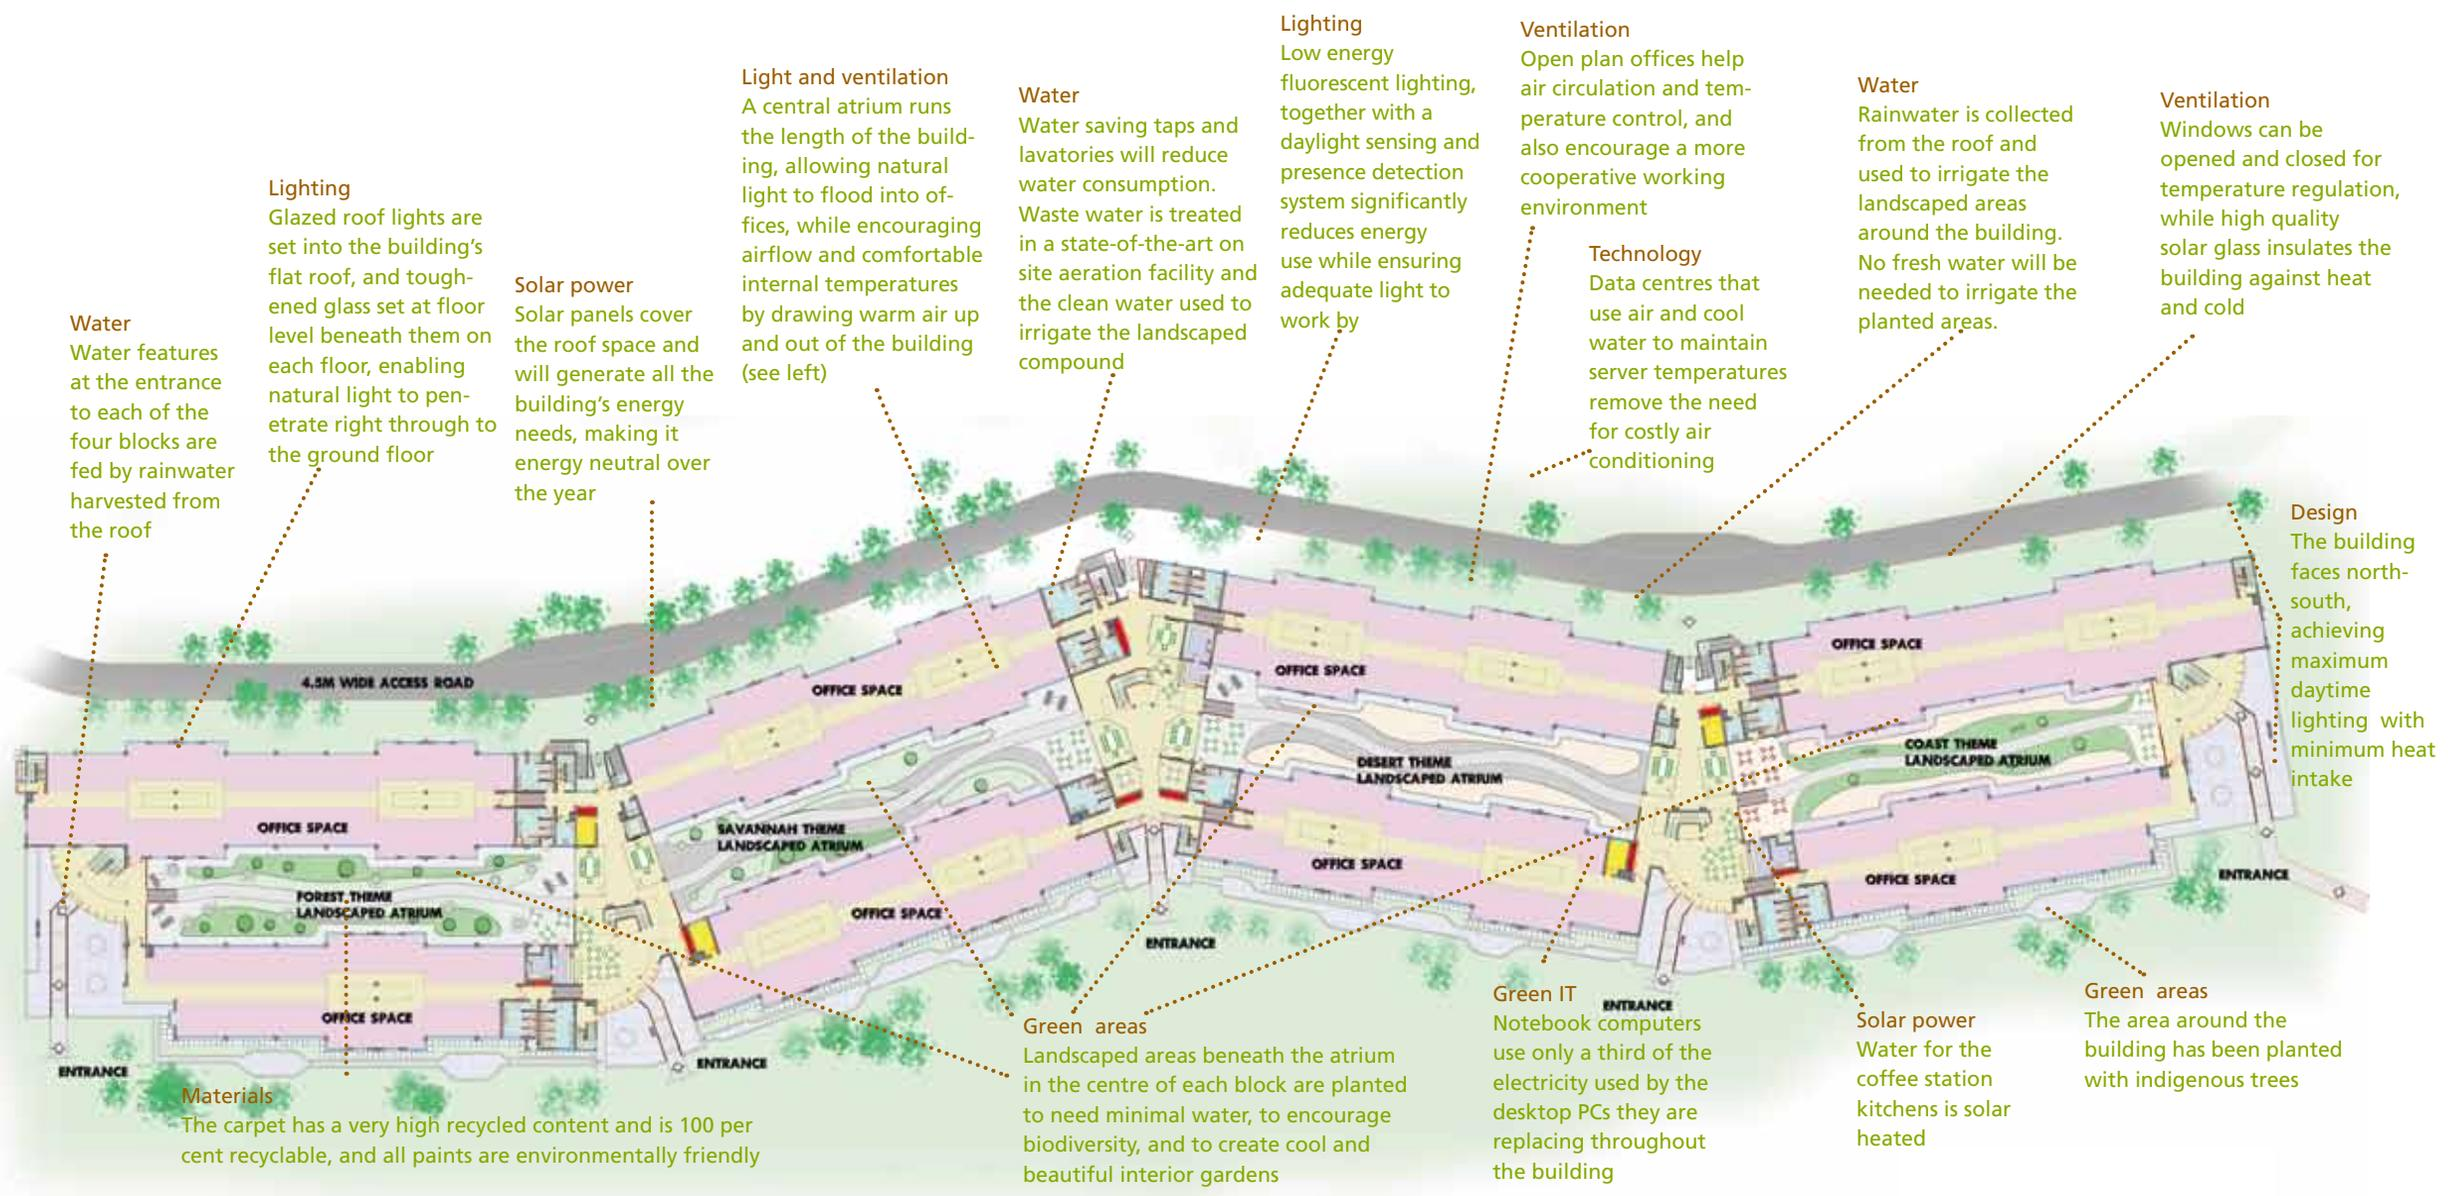 Water
Water features
at the entrance
to each of the
four blocks are
fed by rainwater
harvested from
the roof
Lighting
Glazed roof lights are
set into the building's
flat roof, and tough-
ened glass set at floor
level beneath them on
each floor, enabling
natural light to pen-
etrate right through to
the ground floor
Solar power
Solar panels cover
the roof space and
will generate all the
building's energy
needs, making it
energy neutral over
the year
Light and ventilation
A central atrium runs
the length of the build-
ing, allowing natural
light to flood into of-
fices, while encouraging
airflow and comfortable
internal temperatures
by drawing warm air up
and out of the building
(see left)
Water
Water saving taps and
lavatories will reduce
water consumption.
Waste water is treated
in a state-of-the-art on
site aeration facility and
the clean water used to
irrigate the landscaped
compound
Lighting
Low energy
fluorescent lighting,
together with a
daylight sensing and
presence detection
system significantly
reduces energy
use while ensuring
adequate light to
work by
Ventilation
Open plan offices help
air circulation and tem-
perature control, and
also encourage a more
cooperative working
environment
Technology
Data centres that
use air and cool
water to maintain
server temperatures
remove the need
for costly air
conditioning
Water
Rainwater is collected
from the roof and
used to irrigate the
landscaped areas
around the building.
No fresh water will be
needed to irrigate the
planted areas.
Ventilation
Windows can be
opened and closed for
temperature regulation,
while high quality
solar glass insulates the
building against heat
and cold
Design
The building
faces north-
south,
achieving
maximum
daytime
lighting with
minimum heat
intake
4.5M WIDE ACCESS ROAD
OFFICE SPACE
OFFICE SPACE
OFFICE SPACE
OFFICE SPACE
FOREST THEME
LANDSCAPED ATRIUM
SAVANNAH THEME
LANDSCAPED ATRIUM
DESERT THEME
LANDSCAPED ATRIUM
COAST THEME
LANDSCAPED ATRIUM
OFFICE SPACE
OFFICE SPACE
OFFICE SPACE
OFFICE SPACE
ENTRANCE
ENTRANCE
ENTRANCE
ENTRANCE
ENTRANCE
Materials
The carpet has a very high recycled content and is 100 per
cent recyclable, and all paints are environmentally friendly
Green areas
Landscaped areas beneath the atrium
in the centre of each block are planted
to need minimal water, to encourage
biodiversity, and to create cool and
beautiful interior gardens
Green IT
Notebook computers
use only a third of the
electricity used by the
desktop PCs they are
replacing throughout
the building
Solar power
Water for the
coffee station
kitchens is solar
heated
Green areas
The area around the
building has been planted
with indigenous trees